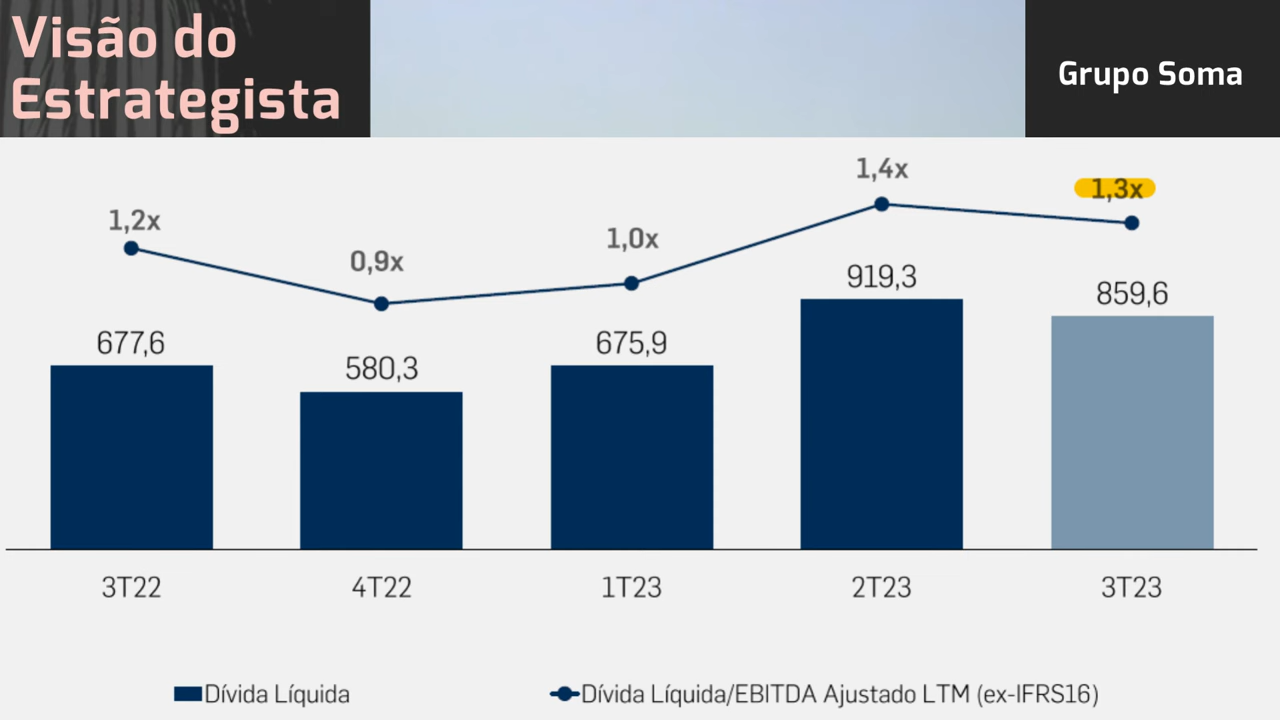 Visão do
Estrategista
Grupo Soma
1,2x
0,9x
1,0x
1,4x
1,3x
677,6
580,3
675,9
919,3
859,6
3T22
4T22
1T23
2T23
3T23
Dívida Líquida
Dívida Líquida/EBITDA Ajustado LTM (ex-IFRS16)